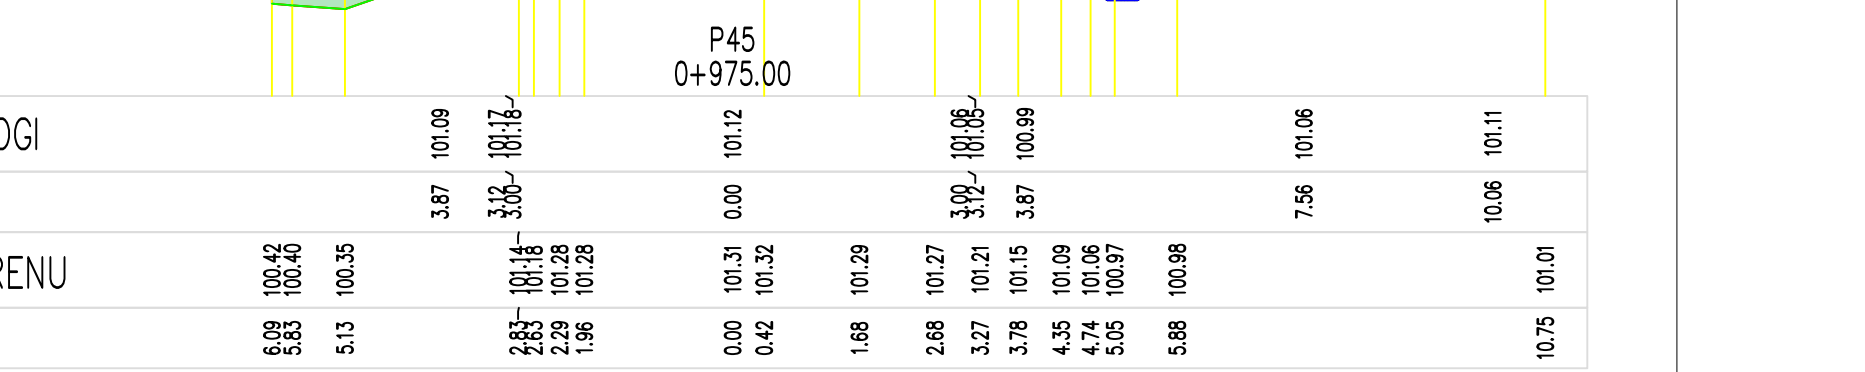 P45
0+975.00
OGI 101.09 101.17 101.18 101.12 101.06 101.05 100.99 101.06 101.11
3.87 3.12 3.00 0.00 3.00 3.12 3.87 7.56 10.06
RENU 100.42 100.40 100.35 101.14 101.18 101.28 101.28 101.31 101.32 101.29 101.27 101.21 101.15 101.09 101.06 100.97 100.98 101.01
6.09 5.83 5.13 2.83 2.63 2.29 1.96 0.00 0.42 1.68 2.68 3.27 3.78 4.35 4.74 5.05 5.88 10.75